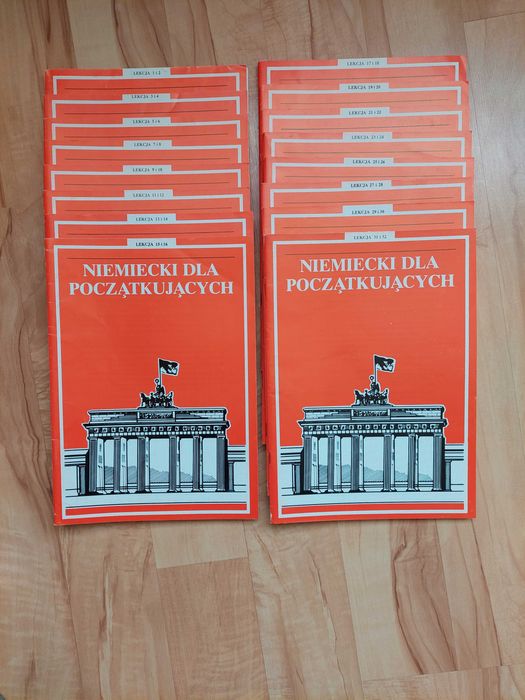 LEKCJA 1 i 2
LEKCJA 3 i 4
LEKCJA 5 i 6
LEKCJA 7 i 8
LEKCJA 9 i 10
LEKCJA 11 i 12
LEKCJA 13 i 14
LEKCJA 15 i 16
NIEMIECKI DLA
POCZĄTKUJĄCYCH
LEKCJA 17 i 18
LEKCJA 19 i 20
LEKCJA 21 i 22
LEKCJA 23 i 24
LEKCJA 25 i 26
LEKCJA 27 i 28
LEKCJA 29 i 30
LEKCJA 31 i 32
NIEMIECKI DLA
POCZĄTKUJĄCYCH